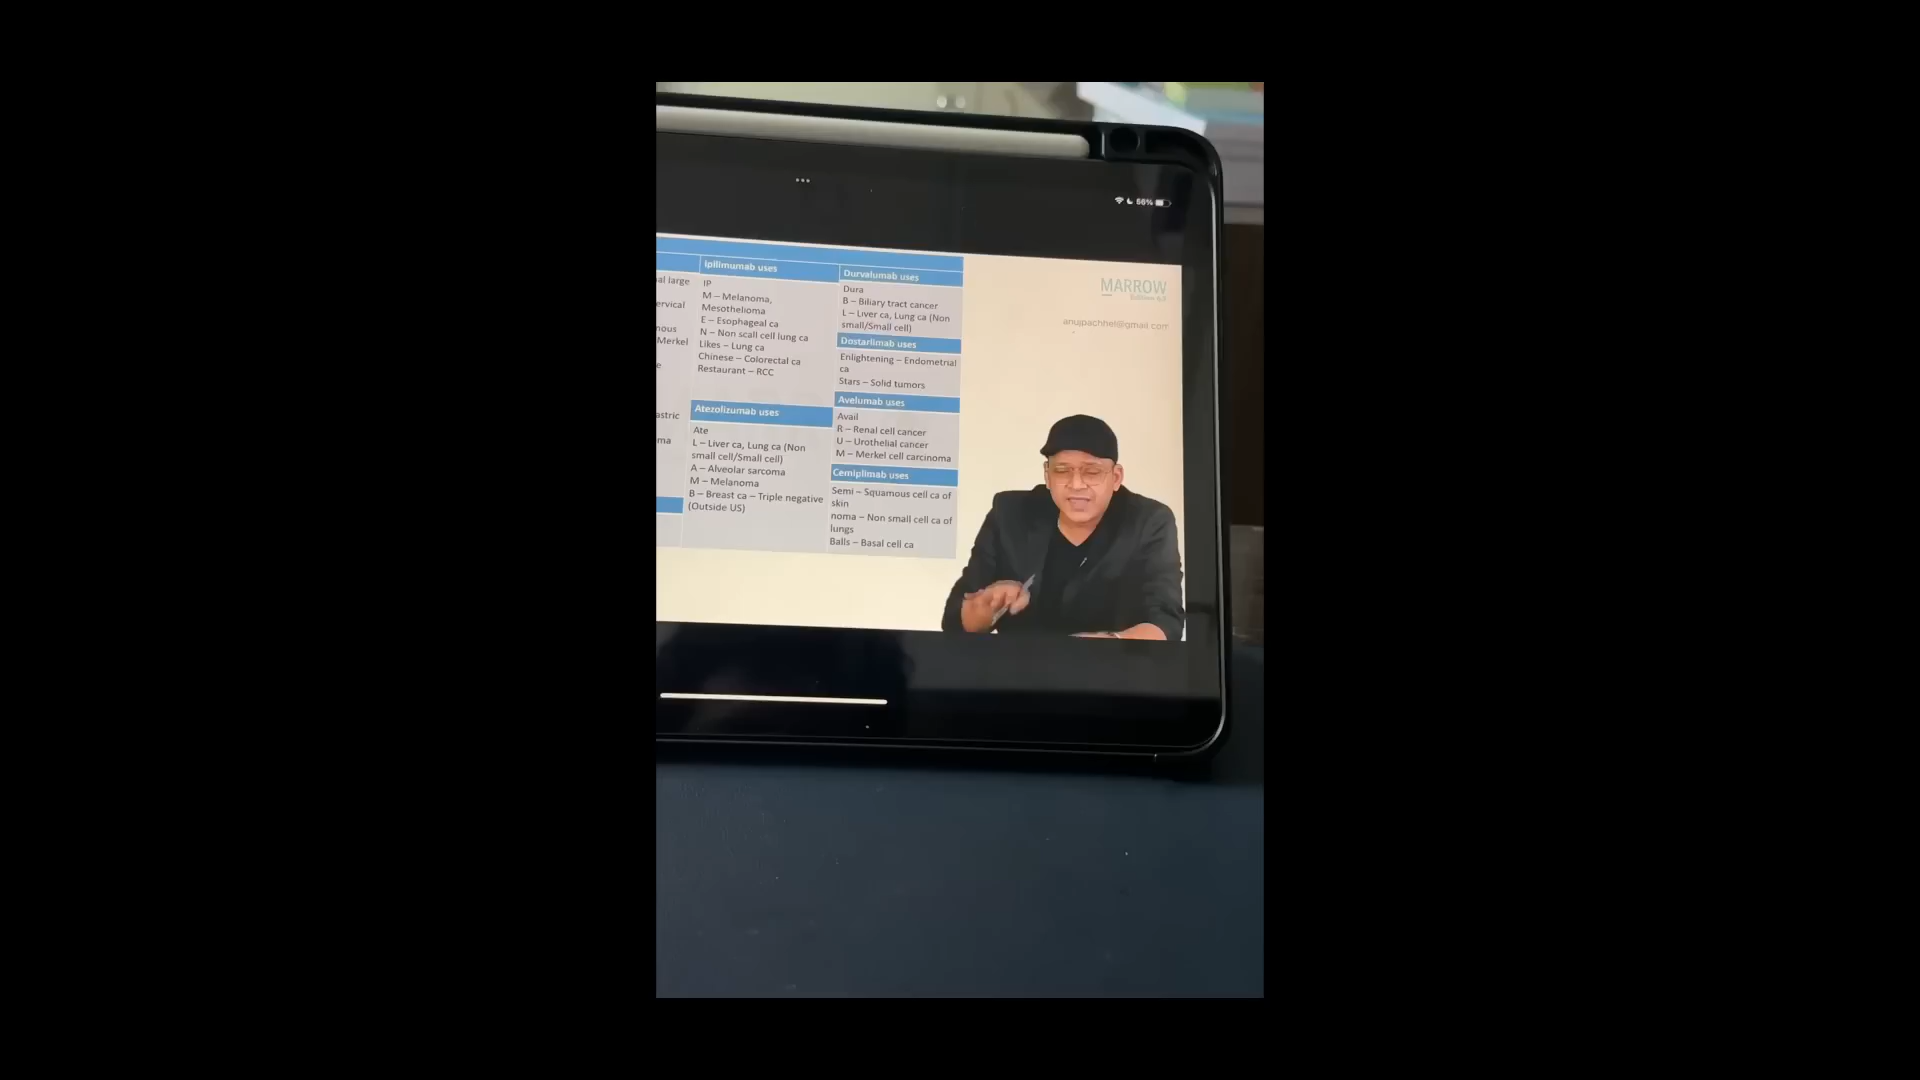 56%
al large
ervical
nous
Merkel
e
astric
ma
Ipilimumab uses
IP
M – Melanoma,
Mesothelioma
E – Esophageal ca
N – Non scall cell lung ca
Likes – Lung ca
Chinese – Colorectal ca
Restaurant – RCC
Atezolizumab uses
Ate
L – Liver ca, Lung ca (Non
small cell/Small cell)
A – Alveolar sarcoma
M – Melanoma
B – Breast ca – Triple negative
(Outside US)
Durvalumab uses
Dura
B – Biliary tract cancer
L – Liver ca, Lung ca (Non
small/Small cell)
Dostarlimab uses
Enlightening – Endometrial
ca
Stars – Solid tumors
Avelumab uses
Avail
R – Renal cell cancer
U – Urothelial cancer
M – Merkel cell carcinoma
Cemiplimab uses
Semi – Squamous cell ca of
skin
noma – Non small cell ca of
lungs
Balls – Basal cell ca
MARROW
anujpachhel@gmail.com